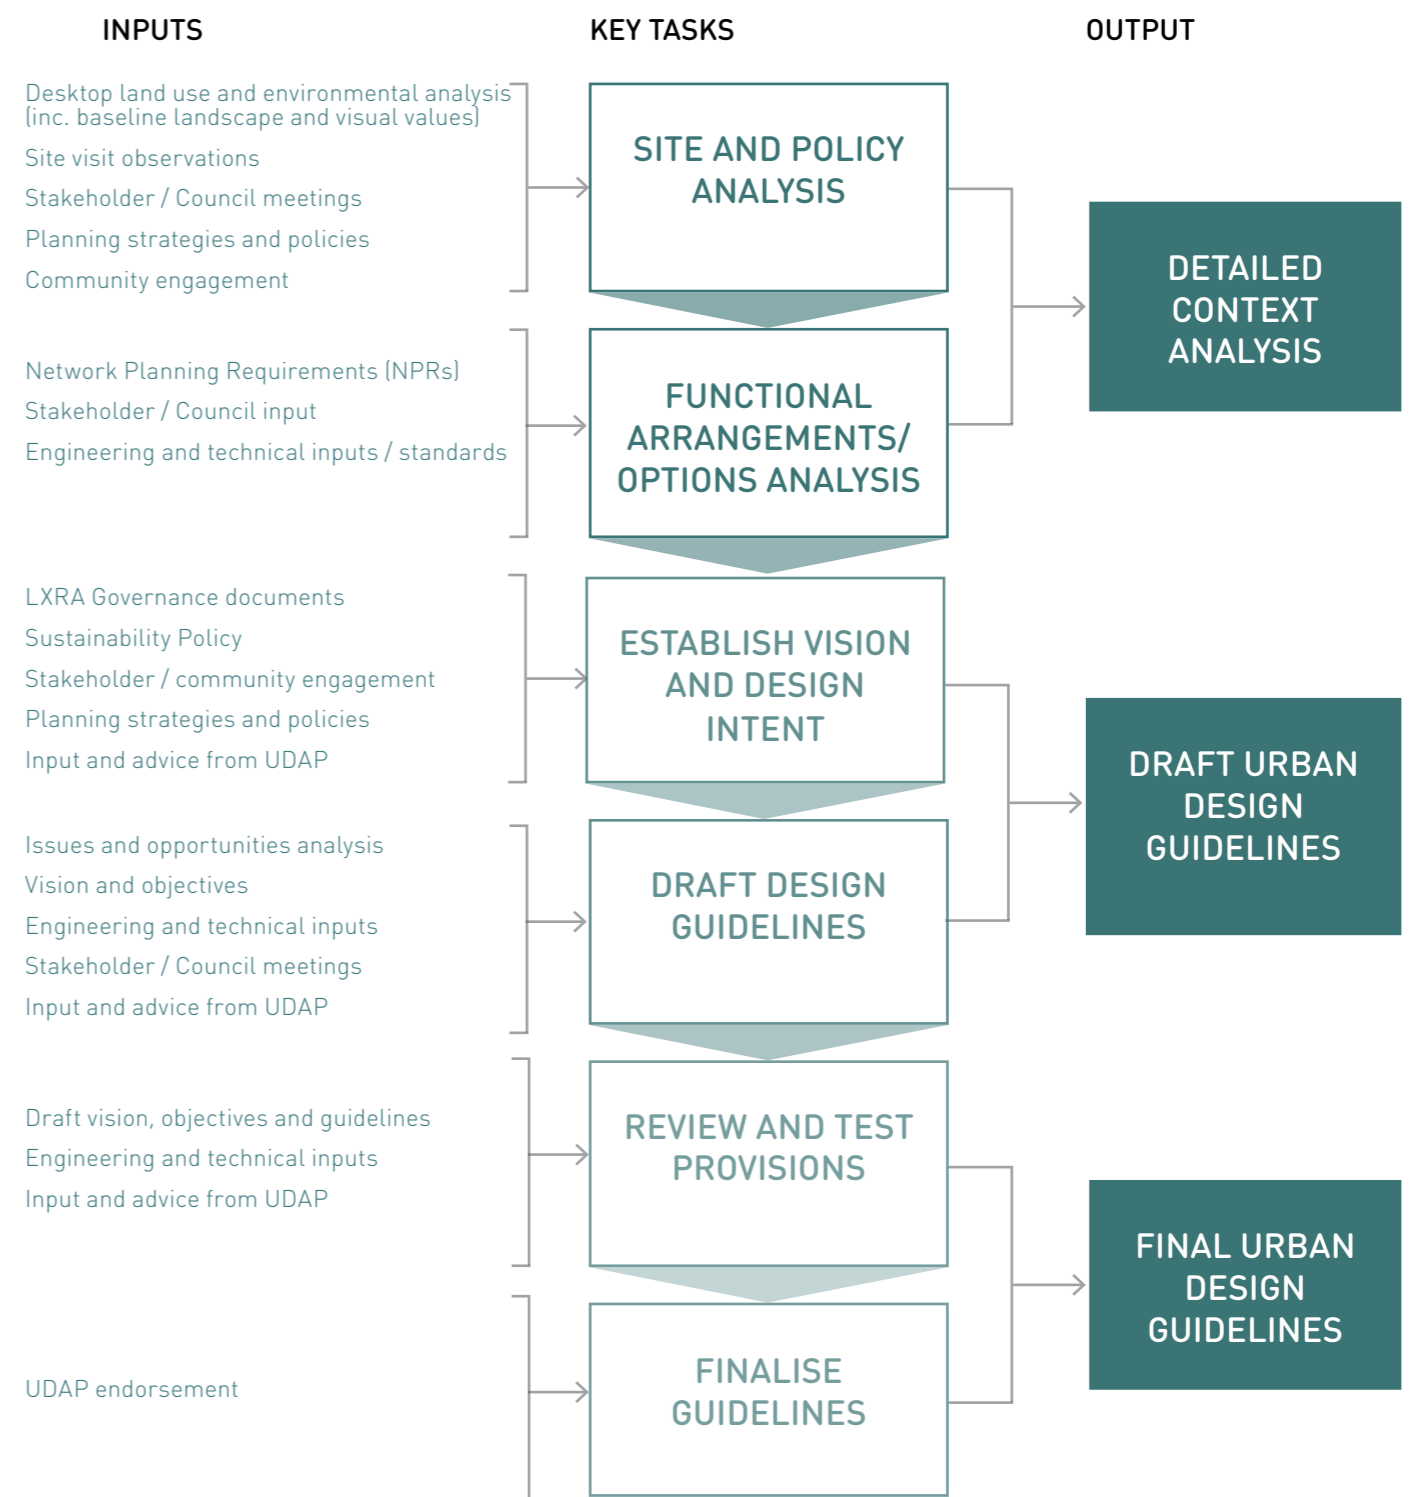 INPUTS
KEY TASKS
OUTPUT
Desktop land use and environmental analysis
(inc. baseline landscape and visual values)
Site visit observations
Stakeholder / Council meetings
Planning strategies and policies
Community engagement
SITE AND POLICY
ANALYSIS
DETAILED
CONTEXT
ANALYSIS
Network Planning Requirements (NPRs)
Stakeholder / Council input
Engineering and technical inputs / standards
FUNCTIONAL
ARRANGEMENTS/
OPTIONS ANALYSIS
LXRA Governance documents
Sustainability Policy
Stakeholder / community engagement
Planning strategies and policies
Input and advice from UDAP
ESTABLISH VISION
AND DESIGN
INTENT
DRAFT URBAN
DESIGN
GUIDELINES
Issues and opportunities analysis
Vision and objectives
Engineering and technical inputs
Stakeholder / Council meetings
Input and advice from UDAP
DRAFT DESIGN
GUIDELINES
Draft vision, objectives and guidelines
Engineering and technical inputs
Input and advice from UDAP
REVIEW AND TEST
PROVISIONS
FINAL URBAN
DESIGN
GUIDELINES
UDAP endorsement
FINALISE
GUIDELINES